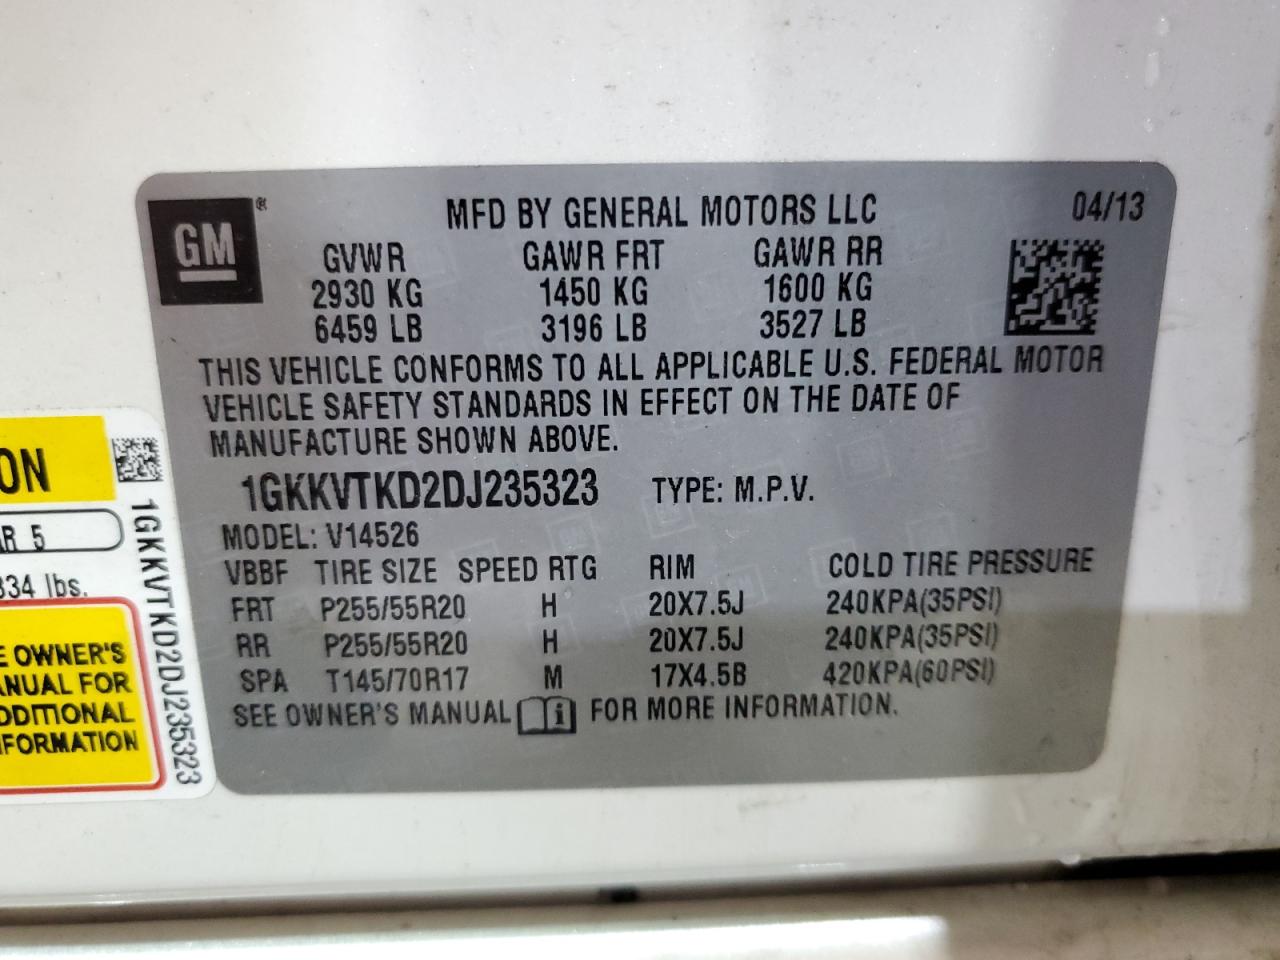 GM ®
MFD BY GENERAL MOTORS LLC 04/13
GVWR GAWR FRT GAWR RR
2930 KG 1450 KG 1600 KG
6459 LB 3196 LB 3527 LB
THIS VEHICLE CONFORMS TO ALL APPLICABLE U.S. FEDERAL MOTOR
VEHICLE SAFETY STANDARDS IN EFFECT ON THE DATE OF
MANUFACTURE SHOWN ABOVE.
1GKKVTKD2DJ235323 TYPE: M.P.V.
MODEL: V14526
VBBF TIRE SIZE SPEED RTG RIM COLD TIRE PRESSURE
FRT P255/55R20 H 20X7.5J 240KPA(35PSI)
RR P255/55R20 H 20X7.5J 240KPA(35PSI)
SPA T145/70R17 M 17X4.5B 420KPA(60PSI)
SEE OWNER'S MANUAL i FOR MORE INFORMATION.
ON
AR 5
334 lbs.
E OWNER'S
ANUAL FOR
DDITIONAL
FORMATION
1GKKVTKD2DJ235323